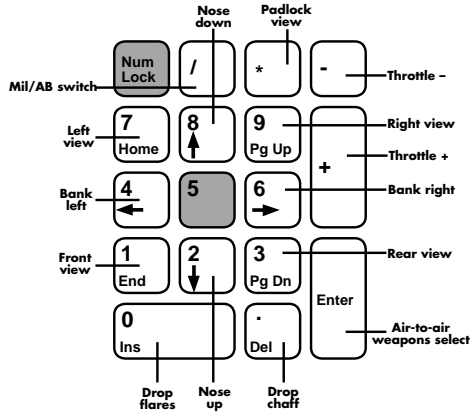 Nose
down
Padlock
view
Num
Lock
/
*
-
Mil/AB switch
Throttle –
7
Home
8
9
Pg Up
+
Left
view
Right view
Throttle +
4
5
6
Bank
left
Bank right
1
End
2
3
Pg Dn
Enter
Front
view
Rear view
0
Ins
.
Del
Air-to-air
weapons select
Drop
flares
Nose
up
Drop
chaff